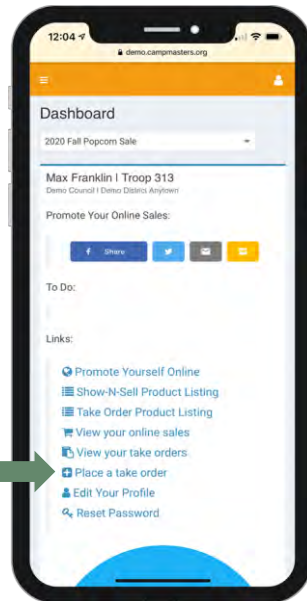 12:04
demo.campmasters.org
Dashboard
2020 Fall Popcorn Sale
Max Franklin | Troop 313
Demo Council | Demo District Anytown
Promote Your Online Sales:
f Share
To Do:
Links:
Promote Yourself Online
Show-N-Sell Product Listing
Take Order Product Listing
View your online sales
View your take orders
Place a take order
Edit Your Profile
Reset Password